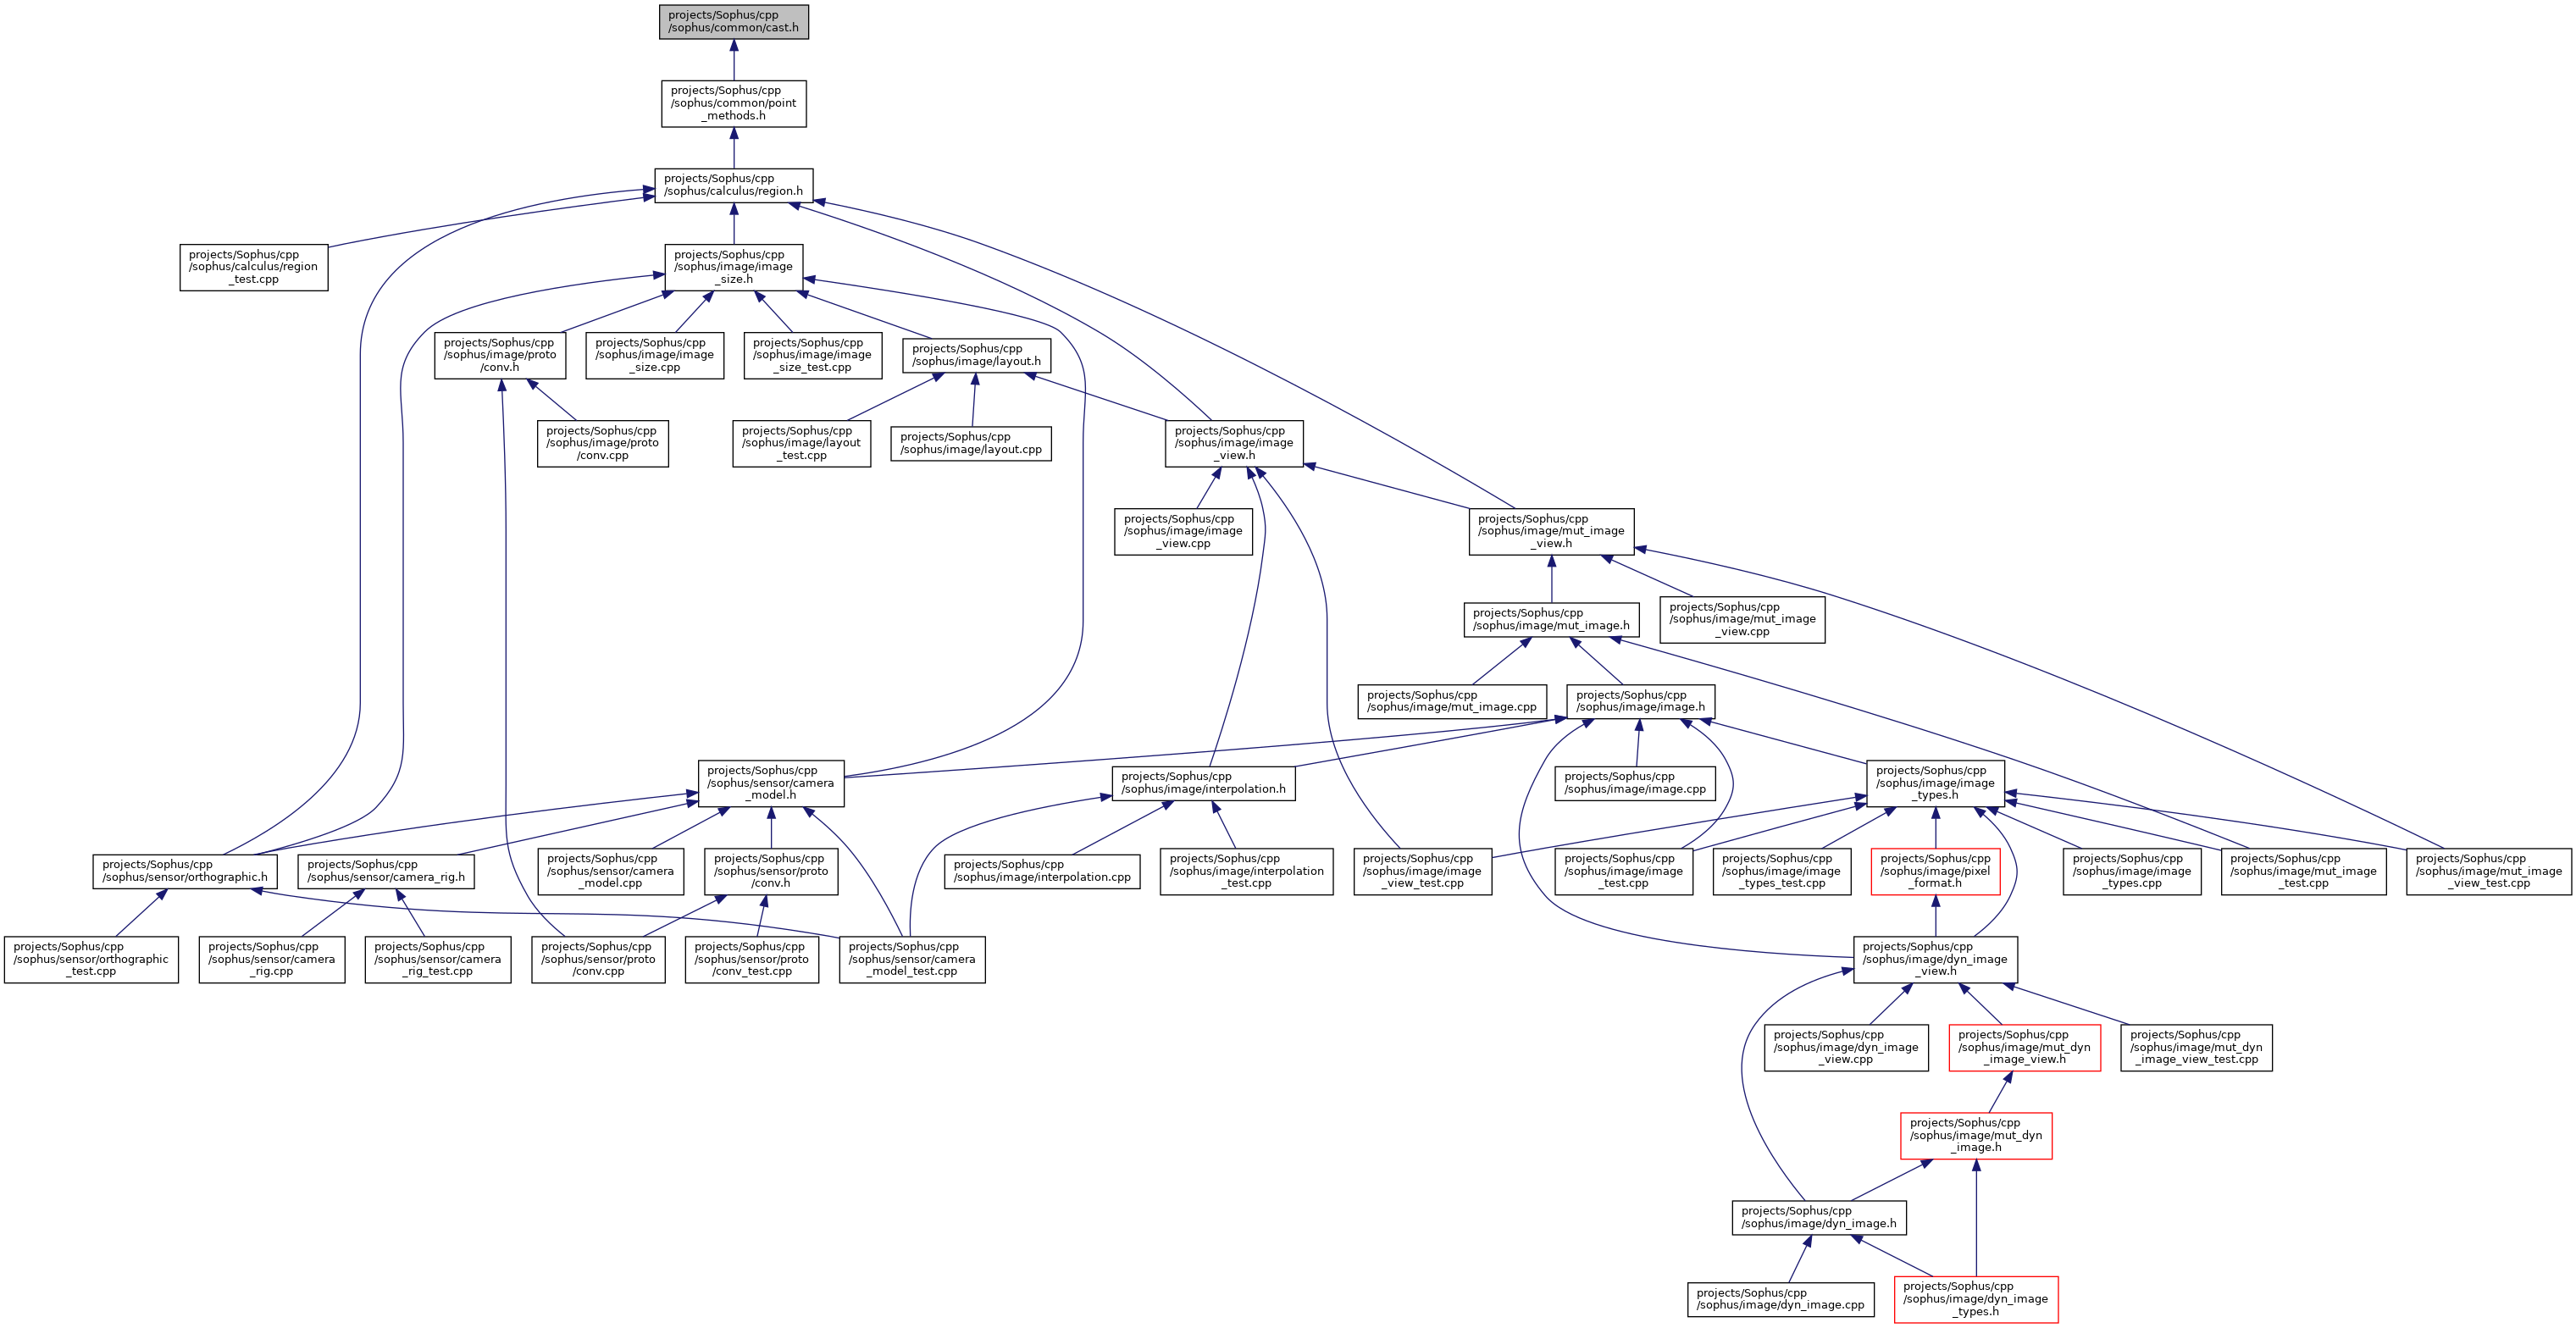 projects/Sophus/cpp
/sophus/common/cast.h
projects/Sophus/cpp
/sophus/common/point
_methods.h
projects/Sophus/cpp
/sophus/calculus/region.h
projects/Sophus/cpp
/sophus/calculus/region
_test.cpp
projects/Sophus/cpp
/sophus/image/image
_size.h
projects/Sophus/cpp
/sophus/image/proto
/conv.h
projects/Sophus/cpp
/sophus/image/image
_size.cpp
projects/Sophus/cpp
/sophus/image/image
_size_test.cpp
projects/Sophus/cpp
/sophus/image/layout.h
projects/Sophus/cpp
/sophus/image/proto
/conv.cpp
projects/Sophus/cpp
/sophus/image/layout
_test.cpp
projects/Sophus/cpp
/sophus/image/layout.cpp
projects/Sophus/cpp
/sophus/image/image
_view.h
projects/Sophus/cpp
/sophus/image/image
_view.cpp
projects/Sophus/cpp
/sophus/image/mut_image
_view.h
projects/Sophus/cpp
/sophus/image/mut_image.h
projects/Sophus/cpp
/sophus/image/mut_image
_view.cpp
projects/Sophus/cpp
/sophus/image/mut_image.cpp
projects/Sophus/cpp
/sophus/image/image.h
projects/Sophus/cpp
/sophus/sensor/camera
_model.h
projects/Sophus/cpp
/sophus/image/interpolation.h
projects/Sophus/cpp
/sophus/image/image.cpp
projects/Sophus/cpp
/sophus/image/image
_types.h
projects/Sophus/cpp
/sophus/sensor/orthographic.h
projects/Sophus/cpp
/sophus/sensor/camera_rig.h
projects/Sophus/cpp
/sophus/sensor/camera
_model.cpp
projects/Sophus/cpp
/sophus/sensor/proto
/conv.h
projects/Sophus/cpp
/sophus/image/interpolation.cpp
projects/Sophus/cpp
/sophus/image/interpolation
_test.cpp
projects/Sophus/cpp
/sophus/image/image
_view_test.cpp
projects/Sophus/cpp
/sophus/image/image
_test.cpp
projects/Sophus/cpp
/sophus/image/image
_types_test.cpp
projects/Sophus/cpp
/sophus/image/pixel
_format.h
projects/Sophus/cpp
/sophus/image/image
_types.cpp
projects/Sophus/cpp
/sophus/image/mut_image
_test.cpp
projects/Sophus/cpp
/sophus/image/mut_image
_view_test.cpp
projects/Sophus/cpp
/sophus/sensor/orthographic
_test.cpp
projects/Sophus/cpp
/sophus/sensor/camera
_rig.cpp
projects/Sophus/cpp
/sophus/sensor/camera
_rig_test.cpp
projects/Sophus/cpp
/sophus/sensor/proto
/conv.cpp
projects/Sophus/cpp
/sophus/sensor/proto
/conv_test.cpp
projects/Sophus/cpp
/sophus/sensor/camera
_model_test.cpp
projects/Sophus/cpp
/sophus/image/dyn_image
_view.h
projects/Sophus/cpp
/sophus/image/dyn_image
_view.cpp
projects/Sophus/cpp
/sophus/image/mut_dyn
_image_view.h
projects/Sophus/cpp
/sophus/image/mut_dyn
_image_view_test.cpp
projects/Sophus/cpp
/sophus/image/mut_dyn
_image.h
projects/Sophus/cpp
/sophus/image/dyn_image.h
projects/Sophus/cpp
/sophus/image/dyn_image.cpp
projects/Sophus/cpp
/sophus/image/dyn_image
_types.h